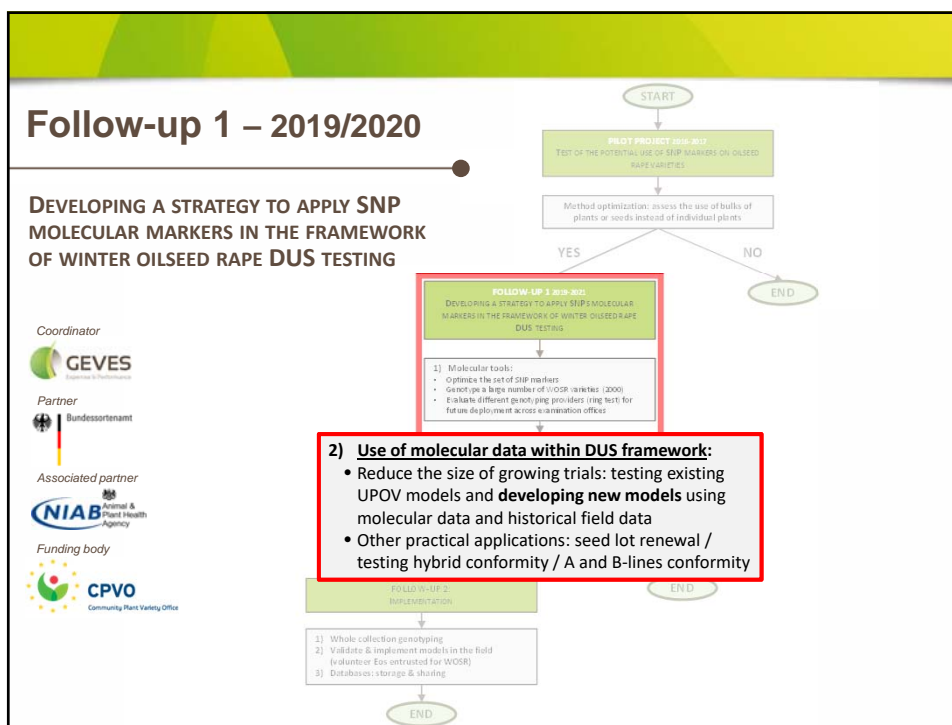 Follow-up 1 – 2019/2020
DEVELOPING A STRATEGY TO APPLY SNP
MOLECULAR MARKERS IN THE FRAMEWORK
OF WINTER OILSEED RAPE DUS TESTING
Coordinator
GEVES
Expertise & Performance
Partner
Bundessortenamt
Associated partner
NIAB
Animal &
Plant Health
Agency
Funding body
CPVO
Community Plant Variety Office
START
PILOT PROJECT 2016-2017
TEST OF THE POTENTIAL USE OF SNP MARKERS ON OILSEED
RAPE VARIETIES
Method optimization: assess the use of bulks of
plants or seeds instead of individual plants
YES
NO
END
FOLLOW-UP 1 2019-2021
DEVELOPING A STRATEGY TO APPLY SNPS MOLECULAR
MARKERS IN THE FRAMEWORK OF WINTER OILSEED RAPE
DUS TESTING
1) Molecular tools:
• Optimize the set of SNP markers
• Genotype a large number of WOSR varieties (2000)
• Evaluate different genotyping providers (ring test) for
future deployment across examination offices
2) Use of molecular data within DUS framework:
• Reduce the size of growing trials: testing existing
UPOV models and developing new models using
molecular data and historical field data
• Other practical applications: seed lot renewal /
testing hybrid conformity / A and B-lines conformity
END
FOLLOW-UP 2:
IMPLEMENTATION
1) Whole collection genotyping
2) Validate & implement models in the field
(volunteer Eos entrusted for WOSR)
3) Databases: storage & sharing
END